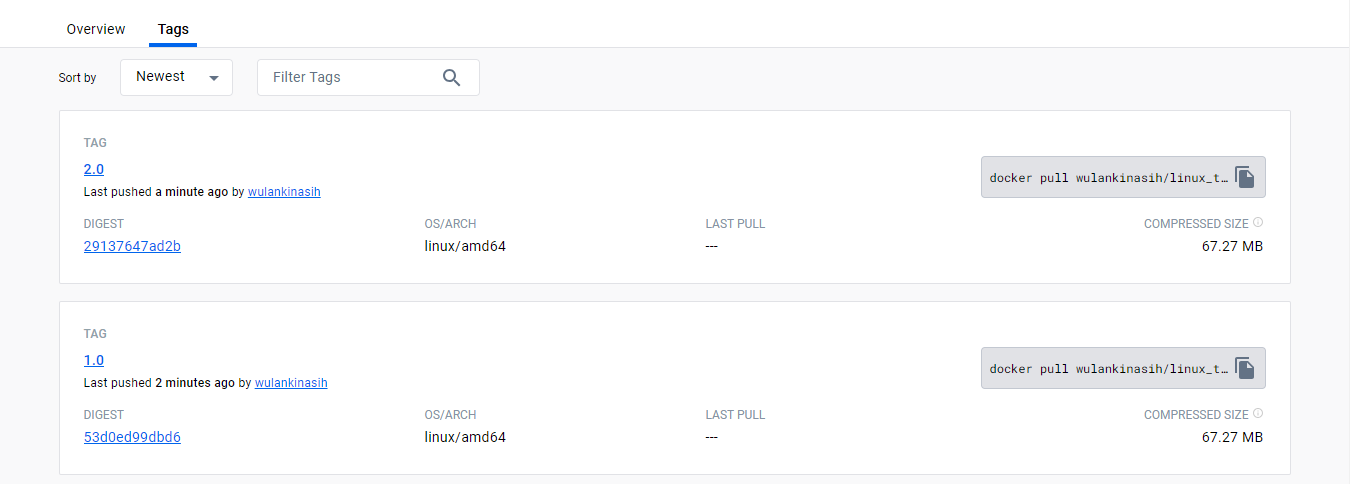 Overview Tags
Sort by Newest Filter Tags
TAG
2.0
Last pushed a minute ago by wulankinasih
docker pull wulankinasih/linux_t…
DIGEST OS/ARCH LAST PULL COMPRESSED SIZE
29137647ad2b linux/amd64 --- 67.27 MB
TAG
1.0
Last pushed 2 minutes ago by wulankinasih
docker pull wulankinasih/linux_t…
DIGEST OS/ARCH LAST PULL COMPRESSED SIZE
53d0ed99dbd6 linux/amd64 --- 67.27 MB